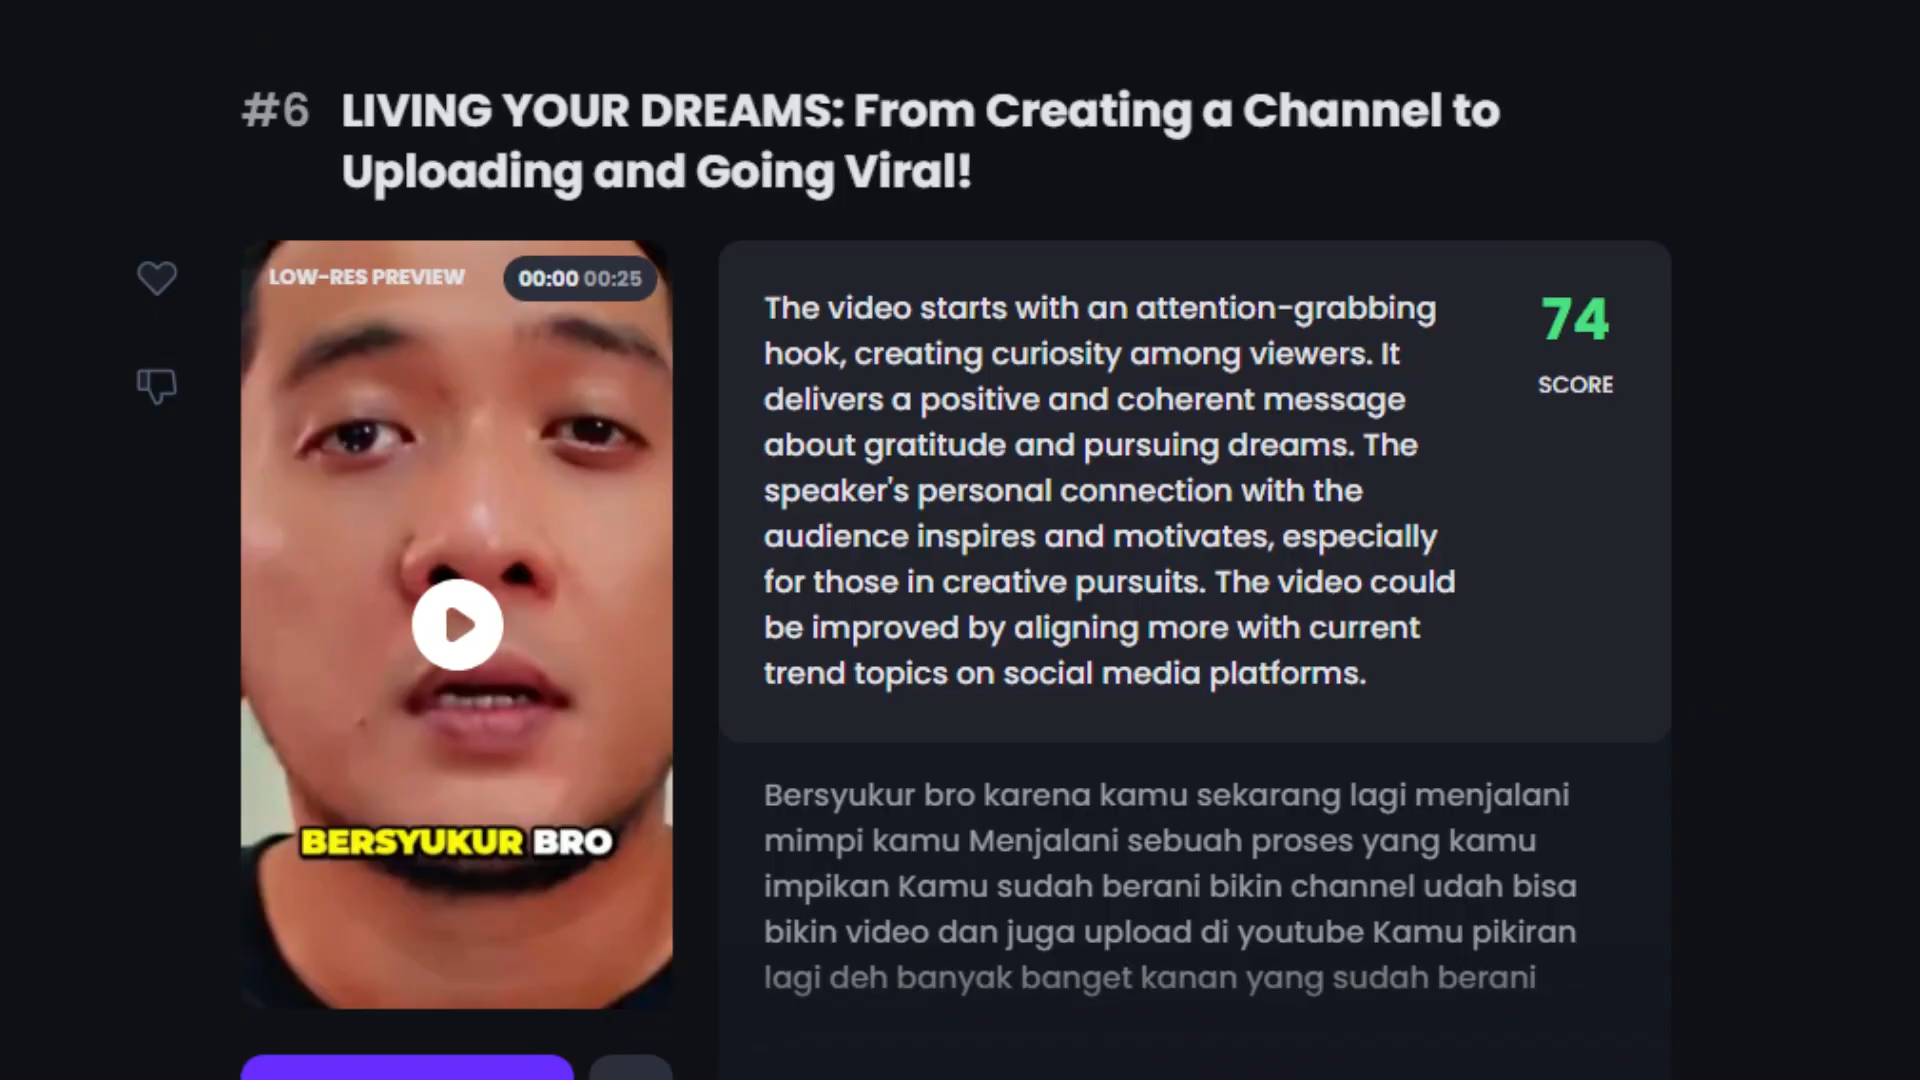 #6 LIVING YOUR DREAMS: From Creating a Channel to
Uploading and Going Viral!
LOW-RES PREVIEW 00:00 00:25
BERSYUKUR BRO
The video starts with an attention-grabbing
hook, creating curiosity among viewers. It
delivers a positive and coherent message
about gratitude and pursuing dreams. The
speaker's personal connection with the
audience inspires and motivates, especially
for those in creative pursuits. The video could
be improved by aligning more with current
trend topics on social media platforms.
74
SCORE
Bersyukur bro karena kamu sekarang lagi menjalani
mimpi kamu Menjalani sebuah proses yang kamu
impikan Kamu sudah berani bikin channel udah bisa
bikin video dan juga upload di youtube Kamu pikiran
lagi deh banyak banget kanan yang sudah berani